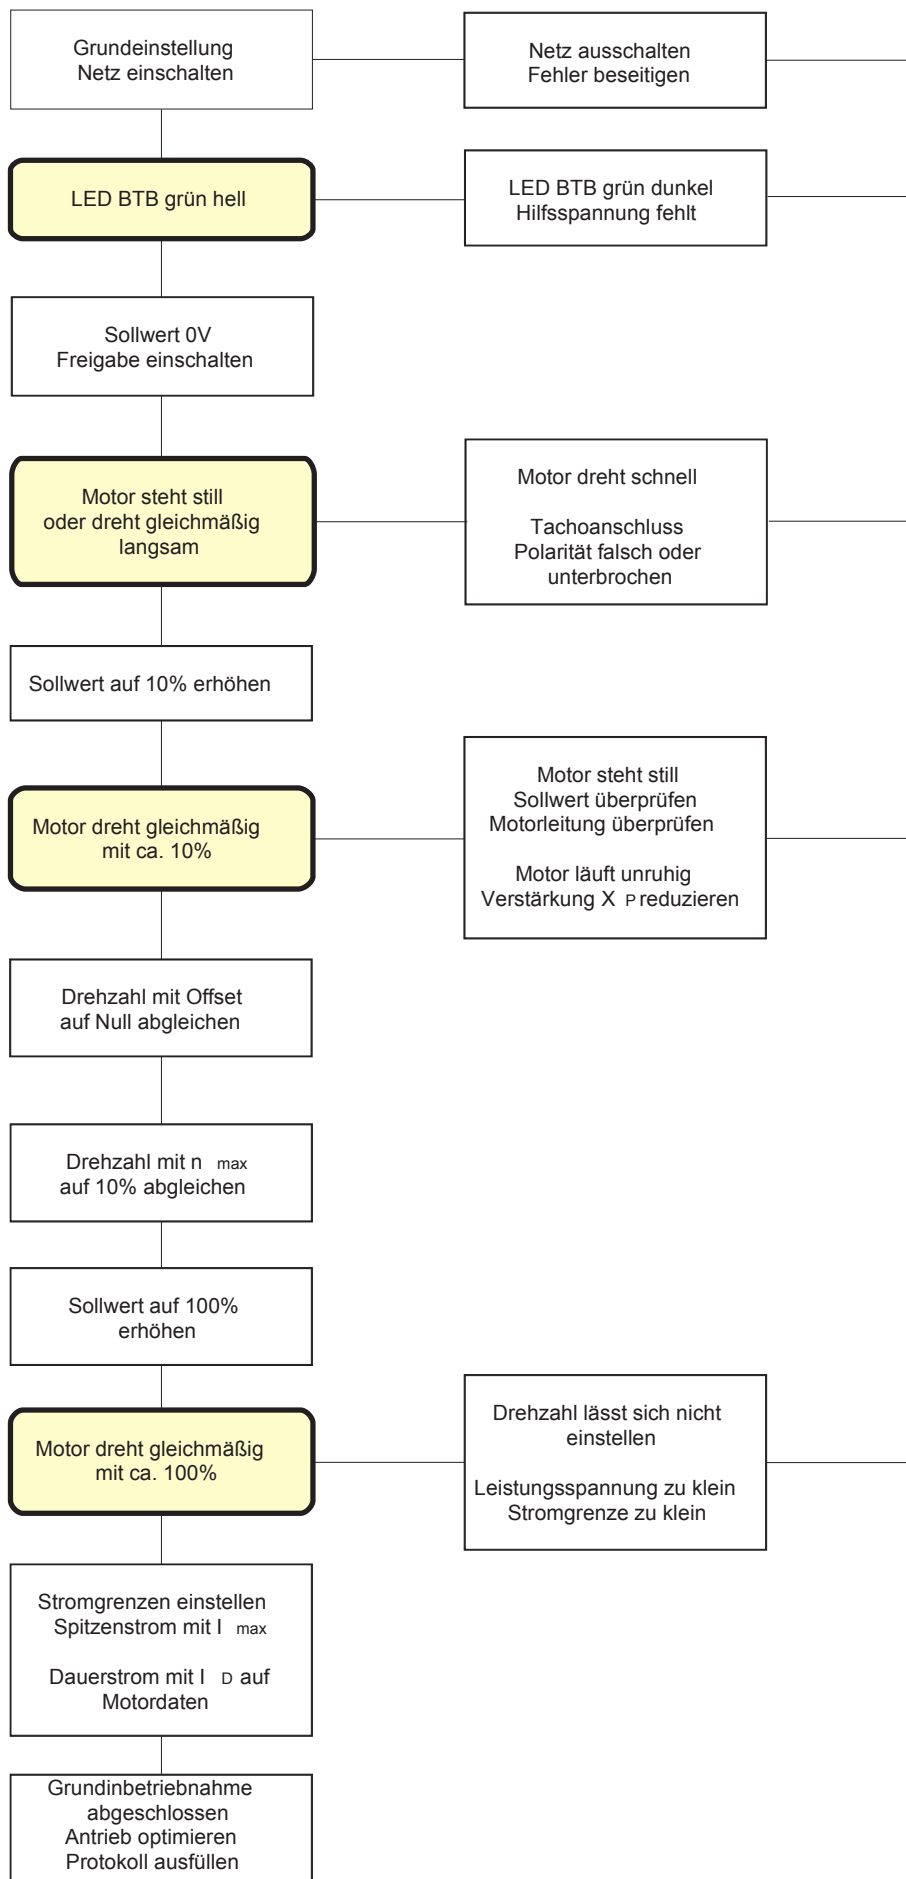 Grundeinstellung
Netz einschalten
Netz ausschalten
Fehler beseitigen
LED BTB grün hell
LED BTB grün dunkel
Hilfsspannung fehlt
Sollwert 0V
Freigabe einschalten
Motor steht still
oder dreht gleichmäßig
langsam
Motor dreht schnell
Tachoanschluss
Polarität falsch oder
unterbrochen
Sollwert auf 10% erhöhen
Motor dreht gleichmäßig
mit ca. 10%
Motor steht still
Sollwert überprüfen
Motorleitung überprüfen
Motor läuft unruhig
Verstärkung X P reduzieren
Drehzahl mit Offset
auf Null abgleichen
Drehzahl mit n max
auf 10% abgleichen
Sollwert auf 100%
erhöhen
Motor dreht gleichmäßig
mit ca. 100%
Drehzahl lässt sich nicht
einstellen
Leistungsspannung zu klein
Stromgrenze zu klein
Stromgrenzen einstellen
Spitzenstrom mit I max
Dauerstrom mit I D auf
Motordaten
Grundinbetriebnahme
abgeschlossen
Antrieb optimieren
Protokoll ausfüllen